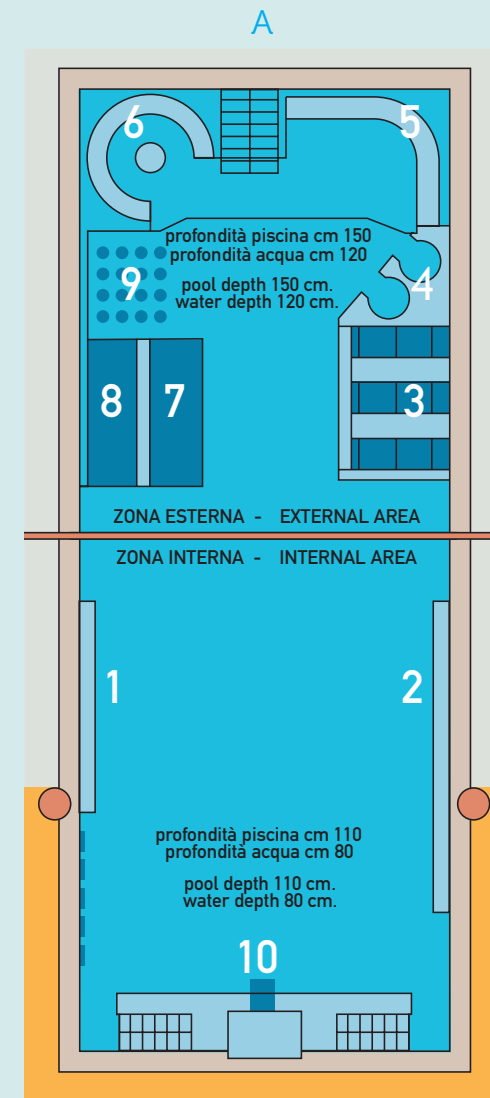 A
6
5
profondità piscina cm 150
profondità acqua cm 120
pool depth 150 cm.
water depth 120 cm.
9
4
8
7
3
ZONA ESTERNA - EXTERNAL AREA
ZONA INTERNA - INTERNAL AREA
1
2
profondità piscina cm 110
profondità acqua cm 80
pool depth 110 cm.
water depth 80 cm.
10